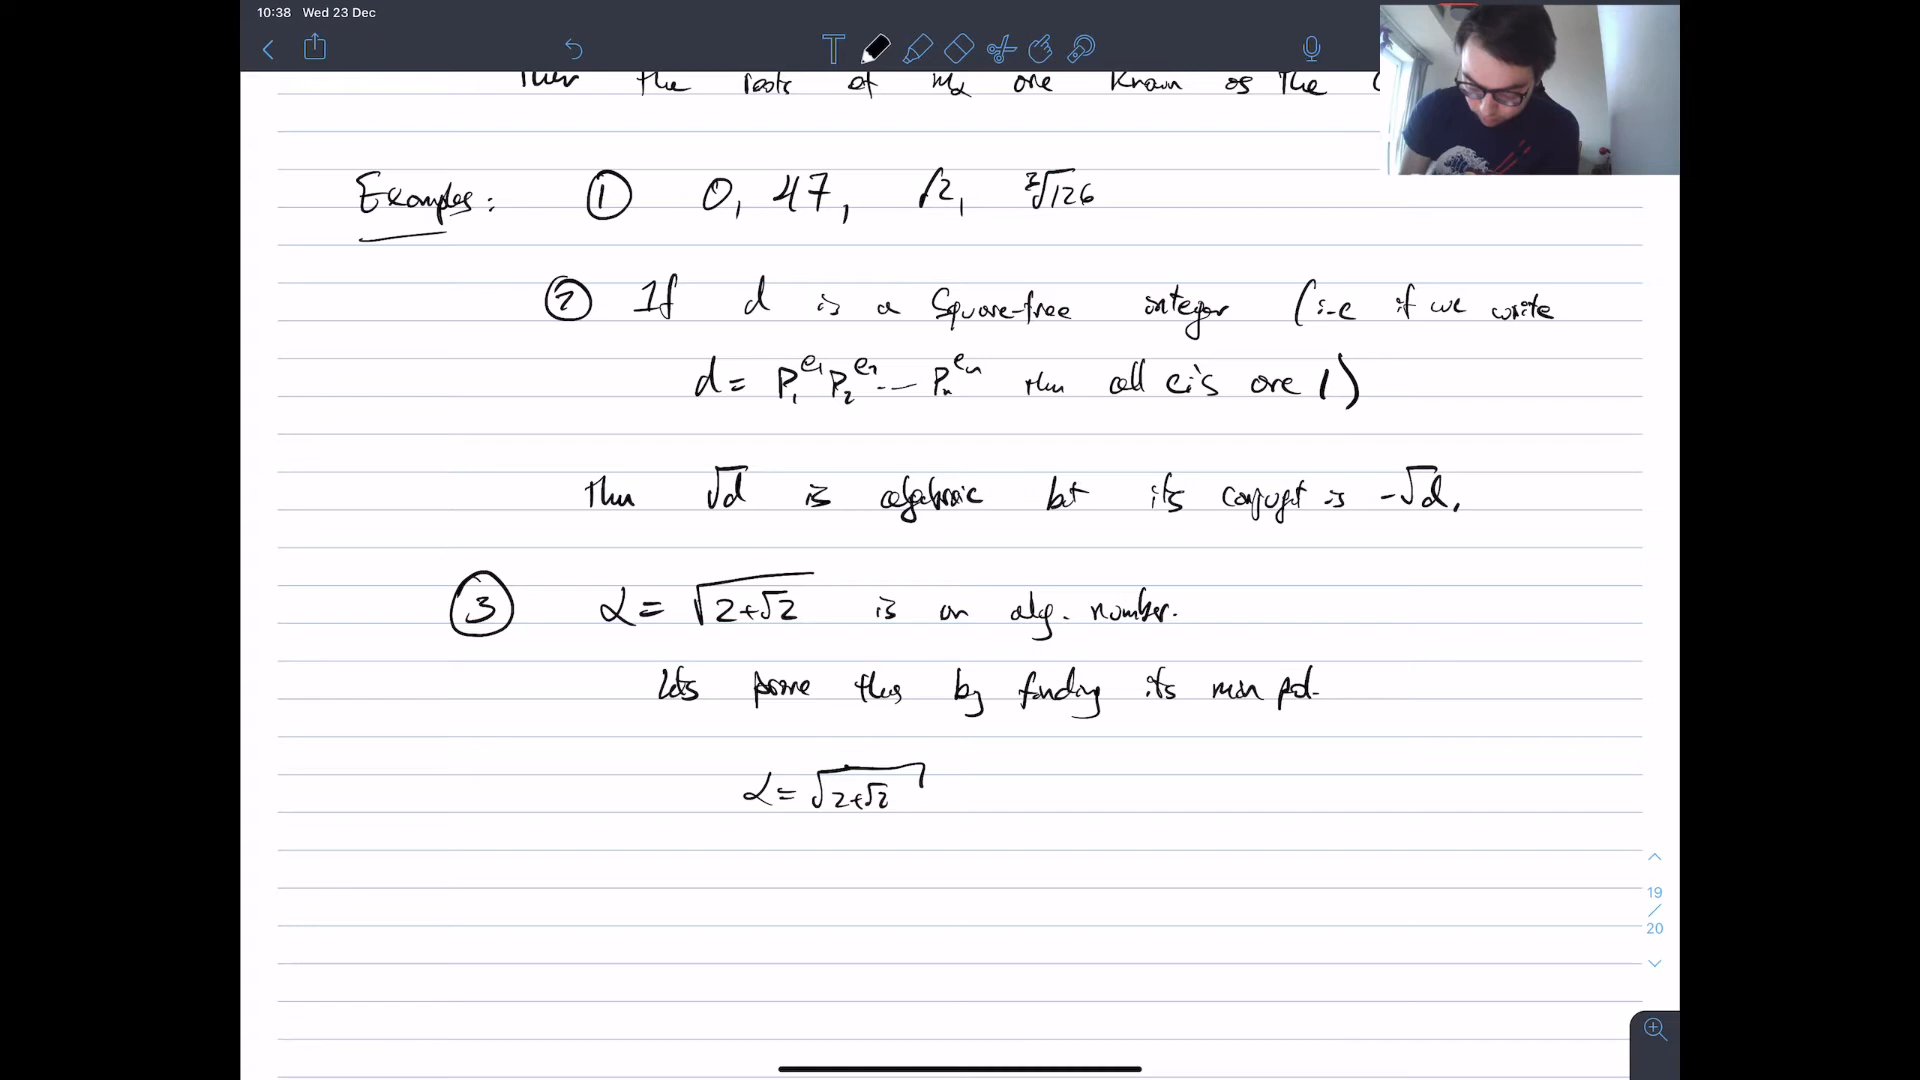 10:38 Wed 23 Dec
Then the roots of m_α are known as the
Examples: ① 0, 47, √2, ∛126
② If d is a square-free integer (i.e if we write
d = p₁^{e₁} p₂^{e₂} ... pₙ^{eₙ} then all ei's are 1)
then √d is algebraic but its conjugt is -√d.
③ α = √(2+√2) is an alg. number.
lets prove this by finding its min pol.
α = √(2+√2)
19
/
20